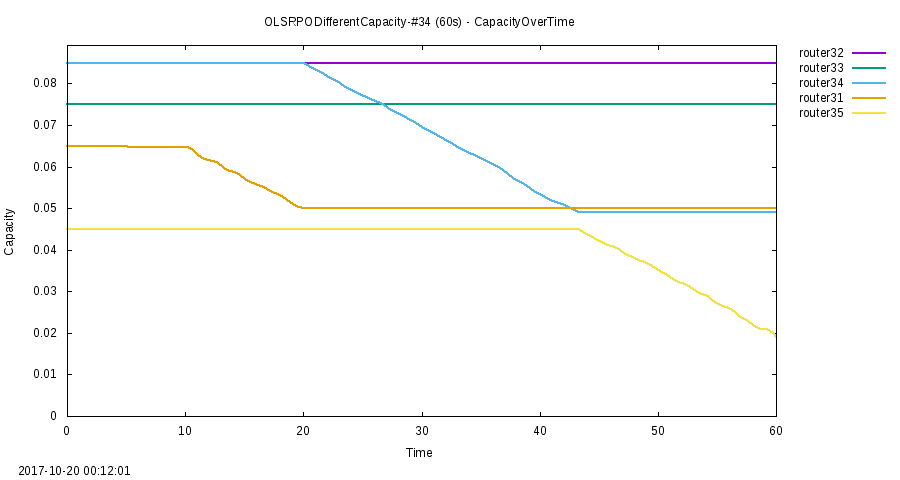 OLSRPODifferentCapacity-#34 (60s) - CapacityOverTime
router32
router33
router34
router31
router35
0.08
0.07
0.06
0.05
0.04
0.03
0.02
0.01
0
Capacity
0 10 20 30 40 50 60
Time
2017-10-20 00:12:01